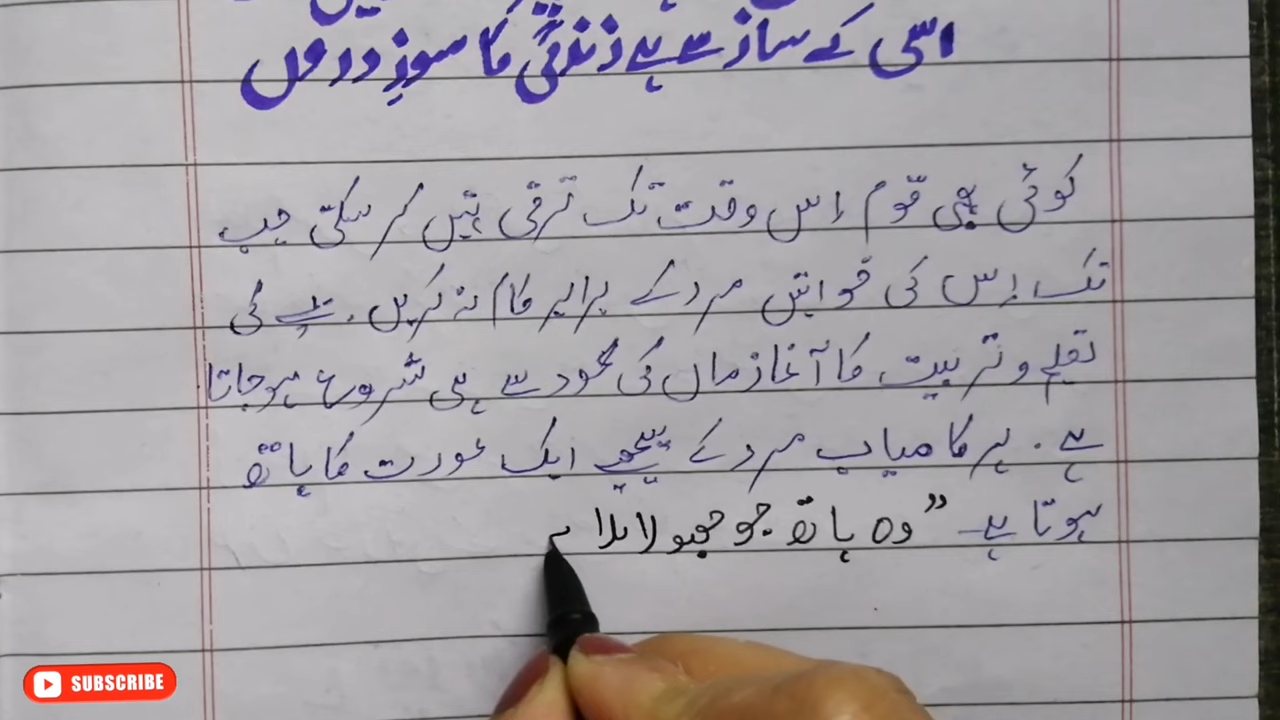 اسی کے ساز سے ہے زندگی کا سوزِ دروں
کوئی بھی قوم اس وقت تک ترقی نہیں کر سکتی جب
تک اِس کی خواتین مرد کے برابر کام نہ کریں۔ بچے کی
تعلیم و تربیت کا آغاز ماں کی گود سے ہی شروع ہو جاتا
ہے۔ ہر کامیاب مرد کے پیچھے ایک عورت کا ہاتھ
ہوتا ہے۔ ”وہ ہاتھ جو جھولا ہلاتا
SUBSCRIBE